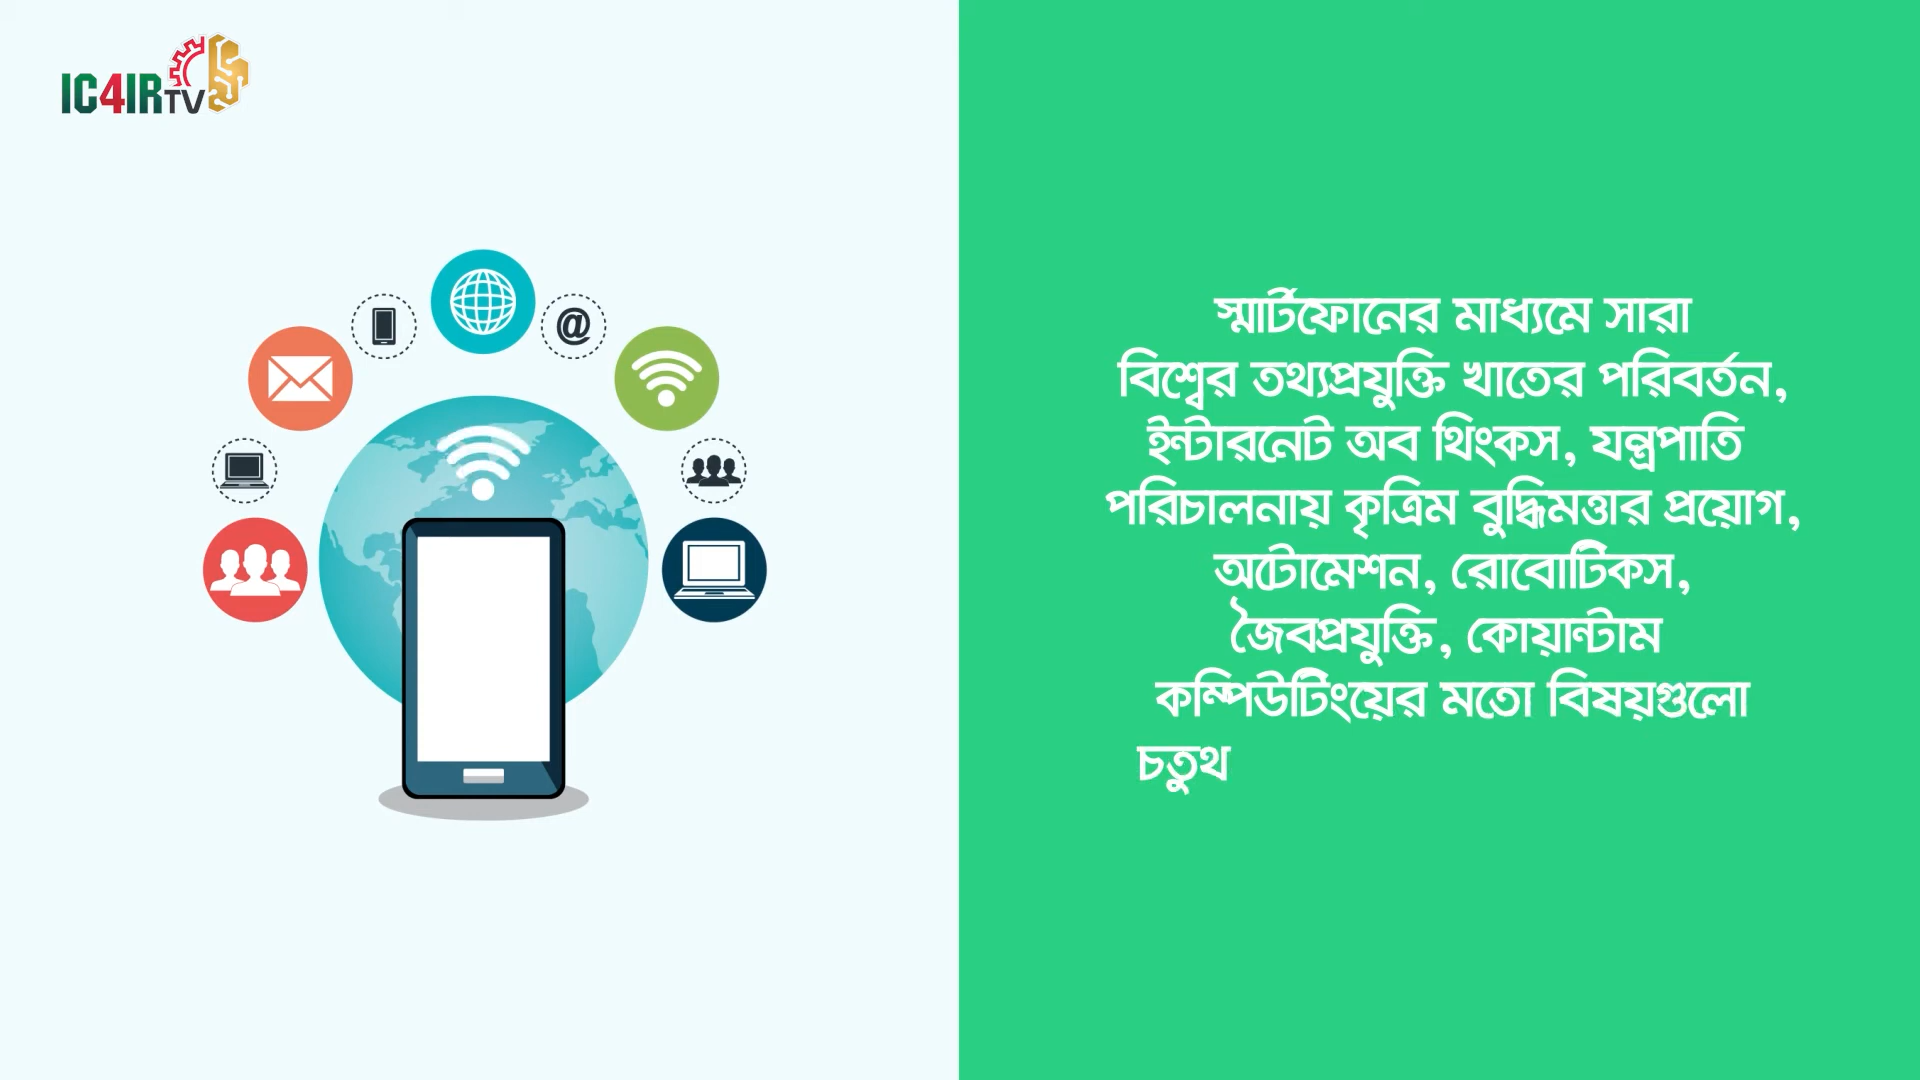 IC4IRTV
@
স্মার্টফোনের মাধ্যমে সারা
বিশ্বের তথ্যপ্রযুক্তি খাতের পরিবর্তন,
ইন্টারনেট অব থিংকস, যন্ত্রপাতি
পরিচালনায় কৃত্রিম বুদ্ধিমত্তার প্রয়োগ,
অটোমেশন, রোবোটিকস,
জৈবপ্রযুক্তি, কোয়ান্টাম
কম্পিউটিংয়ের মতো বিষয়গুলো
চতুথ